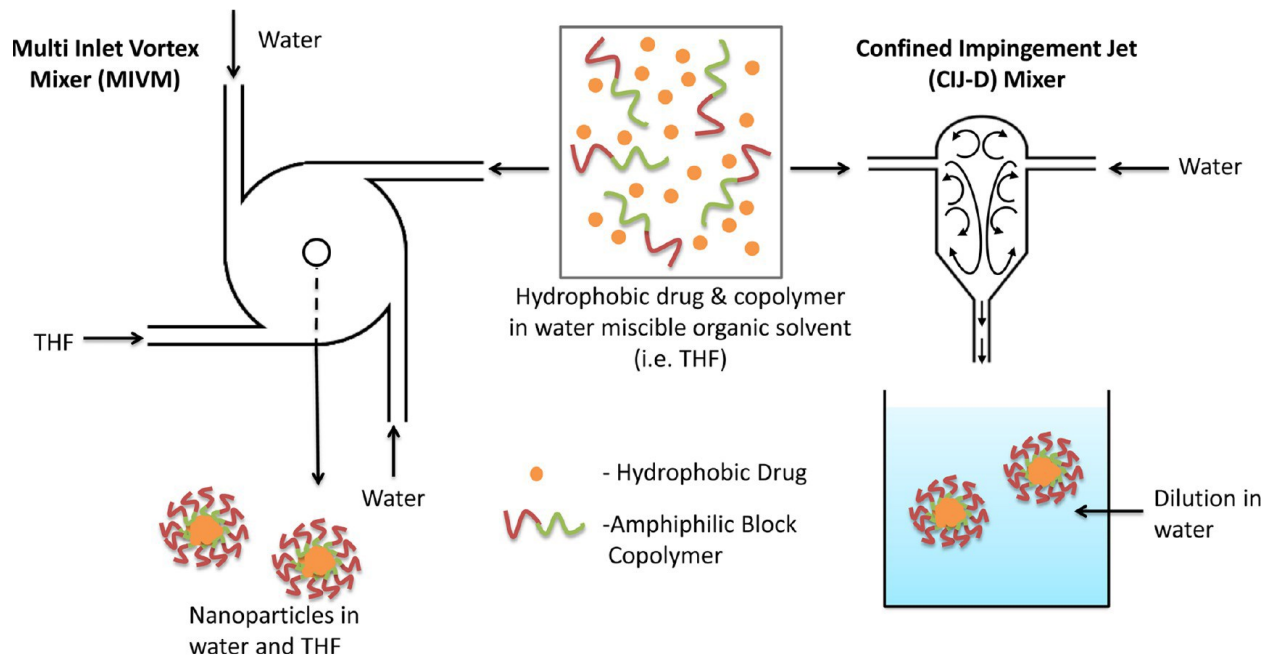 Multi Inlet Vortex
Mixer (MIVM)
Water
THF
Water
Nanoparticles in
water and THF
Hydrophobic drug & copolymer
in water miscible organic solvent
(i.e. THF)
- Hydrophobic Drug
-Amphiphilic Block
Copolymer
Confined Impingement Jet
(CIJ-D) Mixer
Water
Dilution in
water